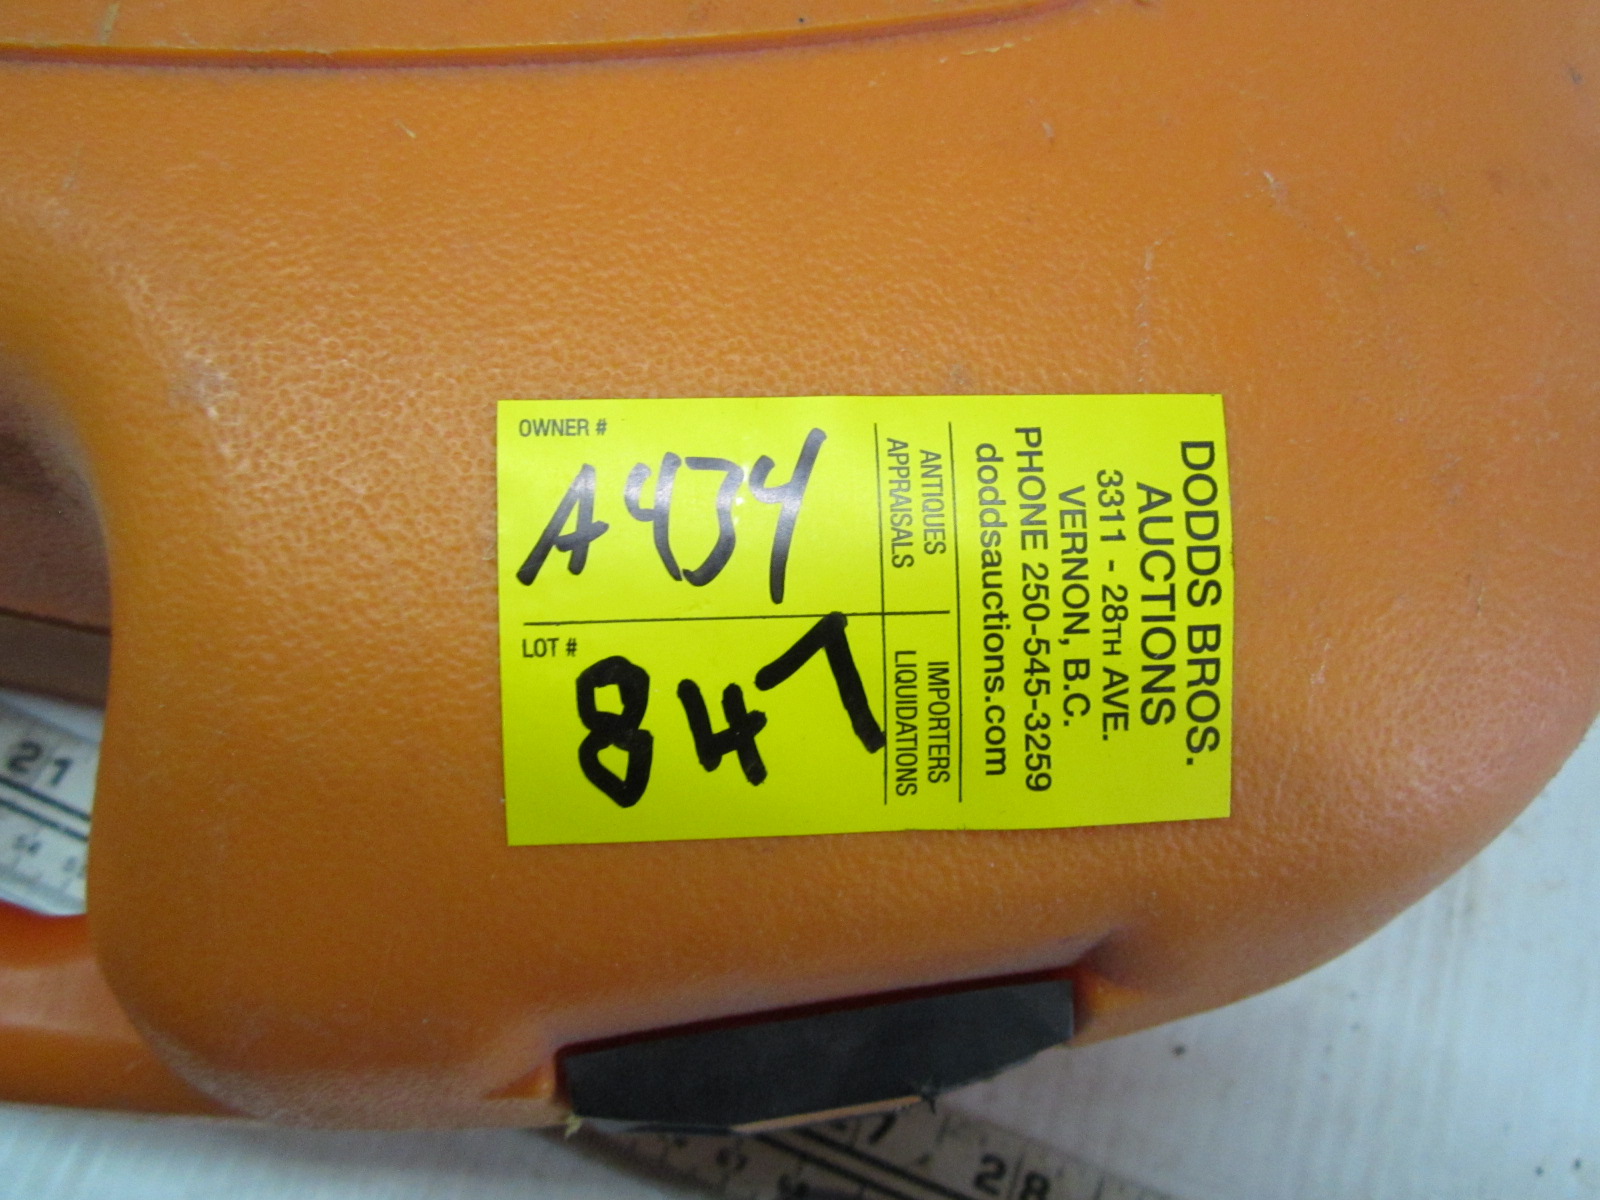 DODDS BROS.
AUCTIONS
3311 - 28TH AVE.
VERNON, B.C.
PHONE 250-545-3259
doddsauctions.com
ANTIQUES IMPORTERS
APPRAISALS LIQUIDATIONS
OWNER #
A434
LOT #
847
21
54
28